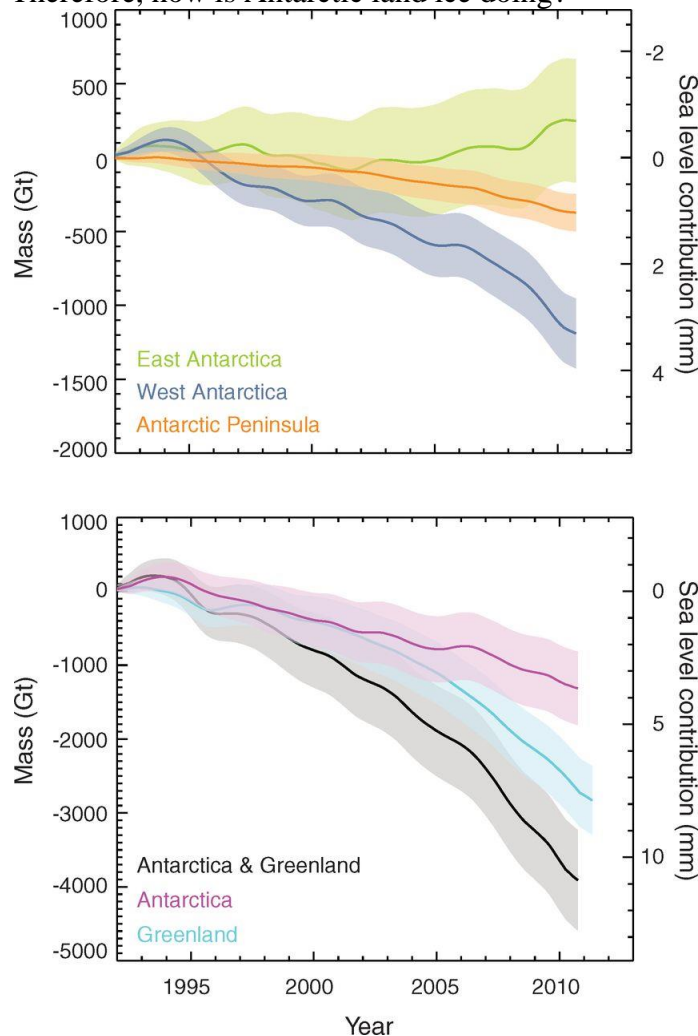 Therefore, how is Antarctic land ice doing?
1000
500
0
-500
-1000
-1500
-2000
Mass (Gt)
-2
0
2
4
Sea level contribution (mm)
East Antarctica
West Antarctica
Antarctic Peninsula
1000
0
-1000
-2000
-3000
-4000
-5000
Mass (Gt)
0
5
10
Sea level contribution (mm)
Antarctica & Greenland
Antarctica
Greenland
1995 2000 2005 2010
Year